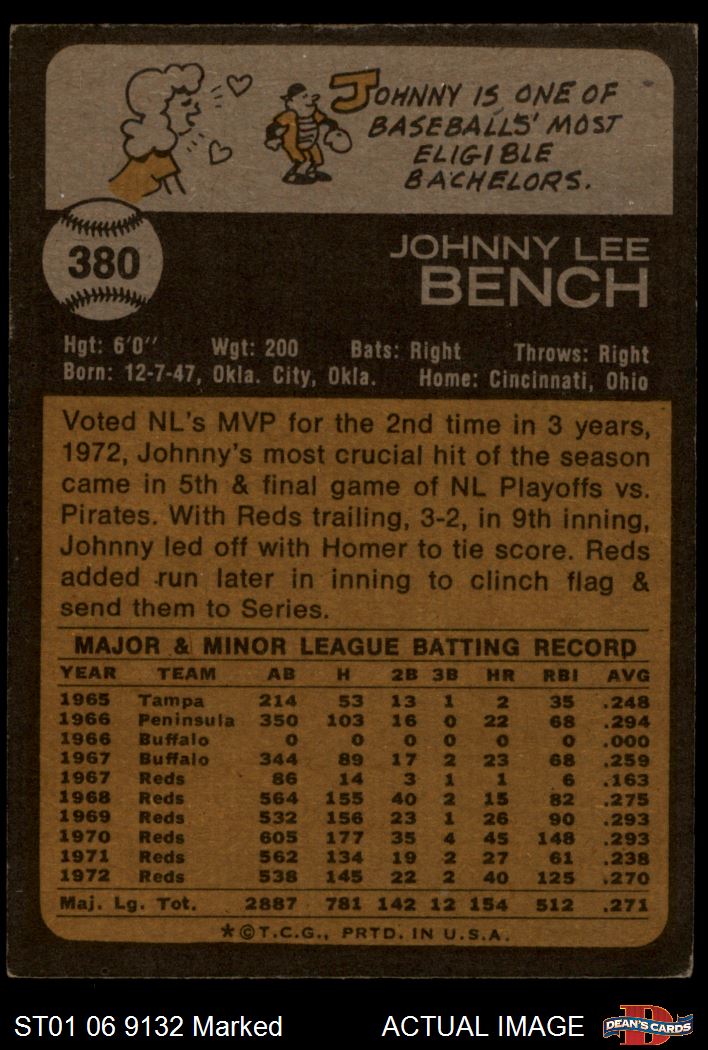 JOHNNY IS ONE OF
BASEBALLS' MOST
ELIGIBLE
BACHELORS.
380
JOHNNY LEE
BENCH
Hgt: 6'0" Wgt: 200 Bats: Right Throws: Right
Born: 12-7-47, Okla. City, Okla. Home: Cincinnati, Ohio
Voted NL's MVP for the 2nd time in 3 years,
1972, Johnny's most crucial hit of the season
came in 5th & final game of NL Playoffs vs.
Pirates. With Reds trailing, 3-2, in 9th inning,
Johnny led off with Homer to tie score. Reds
added run later in inning to clinch flag &
send them to Series.
MAJOR & MINOR LEAGUE BATTING RECORD
YEAR TEAM AB H 2B 3B HR RBI AVG
1965 Tampa 214 53 13 1 2 35 .248
1966 Peninsula 350 103 16 0 22 68 .294
1966 Buffalo 0 0 0 0 0 0 .000
1967 Buffalo 344 89 17 2 23 68 .259
1967 Reds 86 14 3 1 1 6 .163
1968 Reds 564 155 40 2 15 82 .275
1969 Reds 532 156 23 1 26 90 .293
1970 Reds 605 177 35 4 45 148 .293
1971 Reds 562 134 19 2 27 61 .238
1972 Reds 538 145 22 2 40 125 .270
Maj. Lg. Tot. 2887 781 142 12 154 512 .271
*©T.C.G., PRTD. IN U.S.A.
ST01 06 9132 Marked ACTUAL IMAGE
D
DEAN'S CARDS